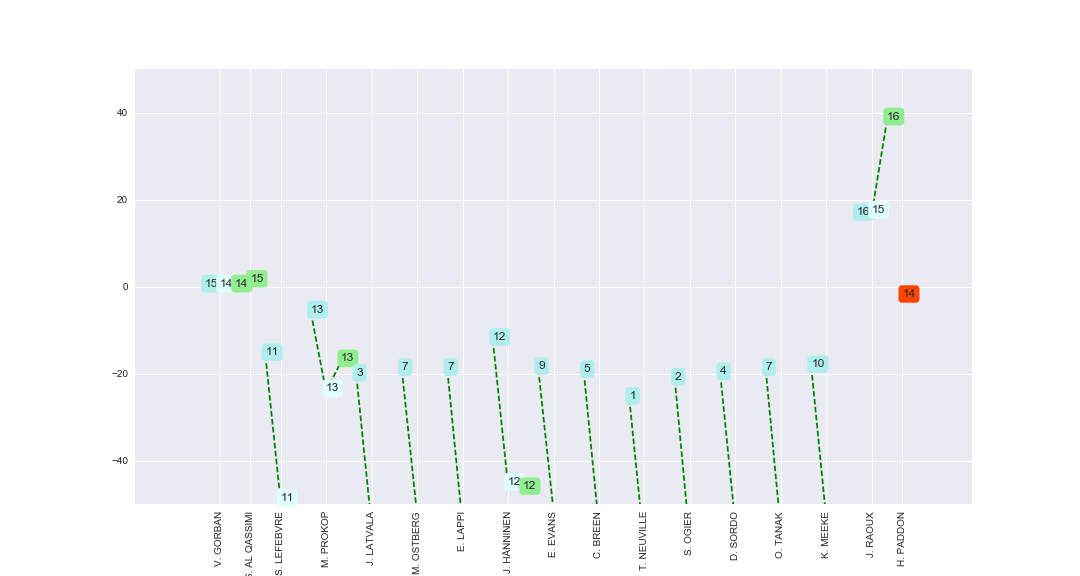 40
20
0
−20
−40
15
14
14
15
11
11
13
13
13
3
7
7
12
12
12
9
5
1
2
4
7
10
16
15
16
14
V. GORBAN
S. AL QASSIMI
S. LEFEBVRE
M. PROKOP
J. LATVALA
M. OSTBERG
E. LAPPI
J. HANNINEN
E. EVANS
C. BREEN
T. NEUVILLE
S. OGIER
D. SORDO
O. TANAK
K. MEEKE
J. RAOUX
H. PADDON